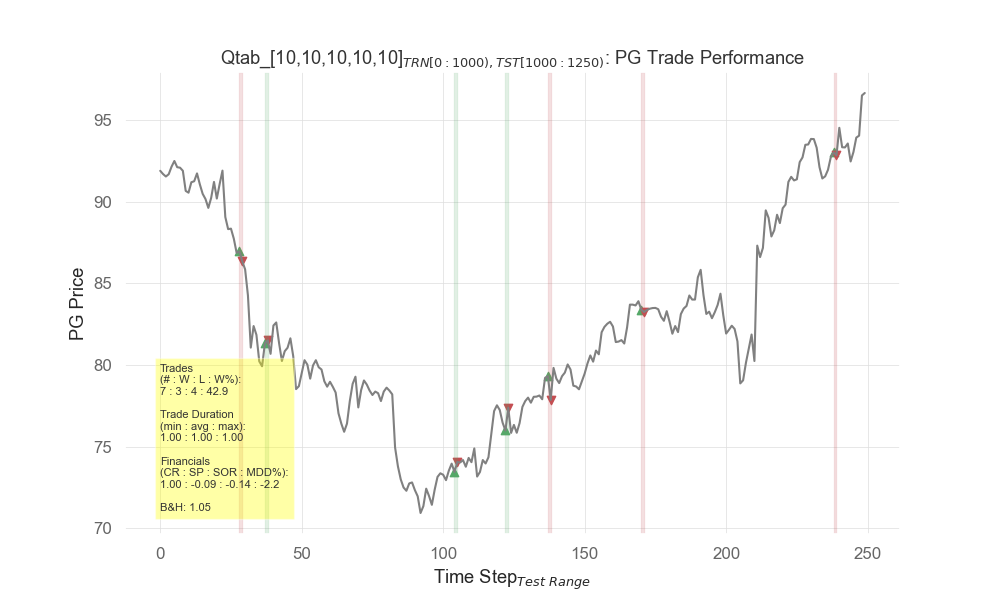 Qtab_[10,10,10,10,10]TRN[0:1000),TST[1000:1250): PG Trade Performance
PG Price
95
90
85
80
75
70
Trades
(# : W : L : W%):
7 : 3 : 4 : 42.9
Trade Duration
(min : avg : max):
1.00 : 1.00 : 1.00
Financials
(CR : SP : SOR : MDD%):
1.00 : -0.09 : -0.14 : -2.2
B&H: 1.05
0 50 100 150 200 250
Time StepTest Range